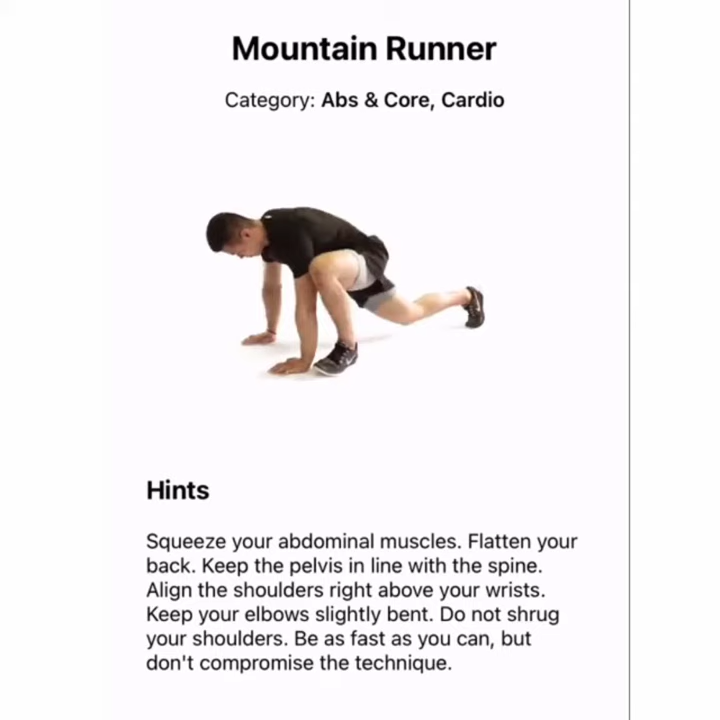 Mountain Runner
Category: Abs & Core, Cardio
Hints
Squeeze your abdominal muscles. Flatten your
back. Keep the pelvis in line with the spine.
Align the shoulders right above your wrists.
Keep your elbows slightly bent. Do not shrug
your shoulders. Be as fast as you can, but
don't compromise the technique.